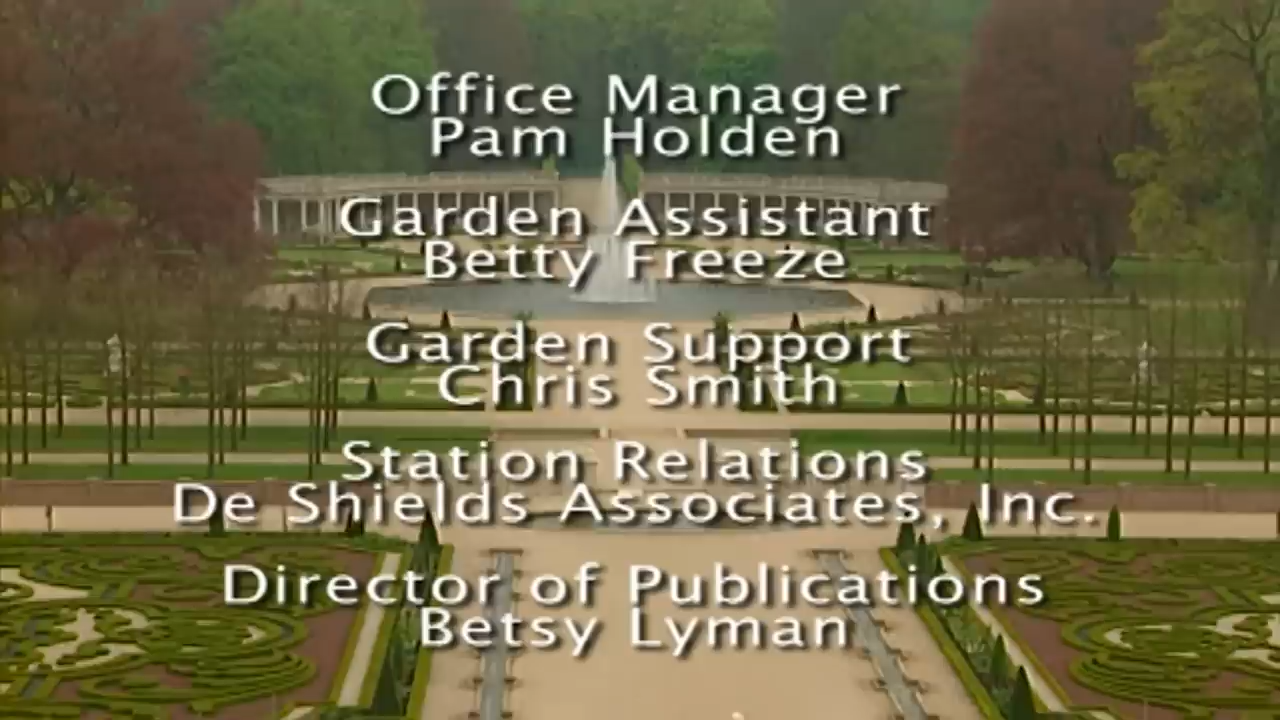 Office Manager
Pam Holden
Garden Assistant
Betty Freeze
Garden Support
Chris Smith
Station Relations
De Shields Associates, Inc.
Director of Publications
Betsy Lyman